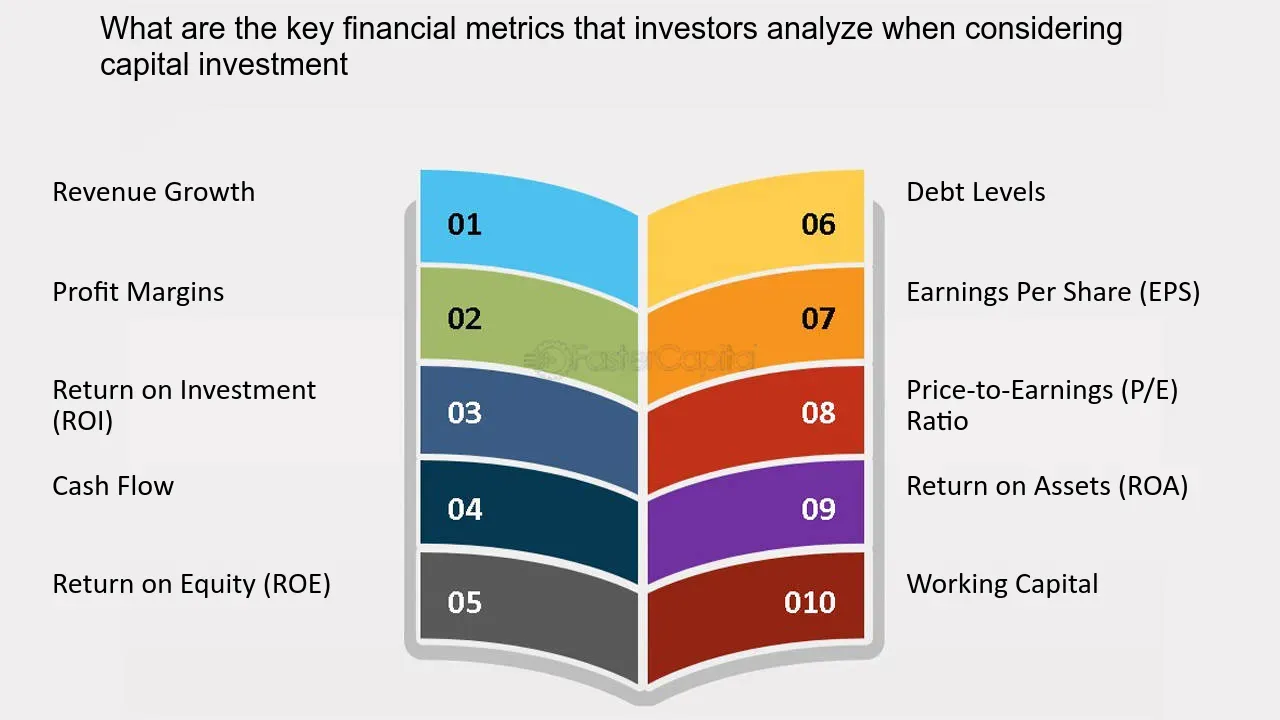 What are the key financial metrics that investors analyze when considering
capital investment
Revenue Growth
01
Profit Margins
02
Return on Investment
(ROI)
03
Cash Flow
04
Return on Equity (ROE)
05
Debt Levels
06
Earnings Per Share (EPS)
07
Price-to-Earnings (P/E)
Ratio
08
Return on Assets (ROA)
09
Working Capital
010
FasterCapital